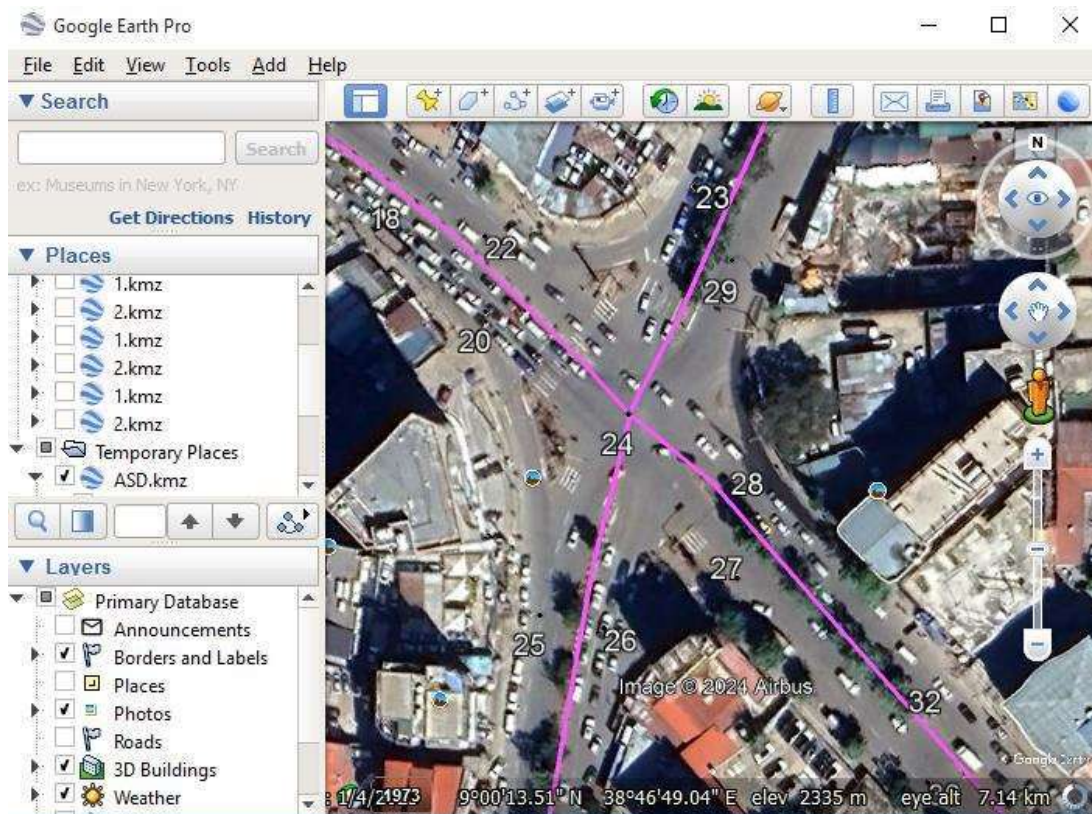 Google Earth Pro
File Edit View Tools Add Help
Search
Search
ex: Museums in New York, NY
Get Directions History
Places
1.kmz
2.kmz
1.kmz
2.kmz
1.kmz
2.kmz
Temporary Places
ASD.kmz
Layers
Primary Database
Announcements
Borders and Labels
Places
Photos
Roads
3D Buildings
Weather
N
23
18
22
29
20
24
28
27
25
26
Image © 2024 Airbus
32
Google Earth
1973 9°00'13.51" N 38°46'49.04" E elev 2335 m eye alt 7.14 km